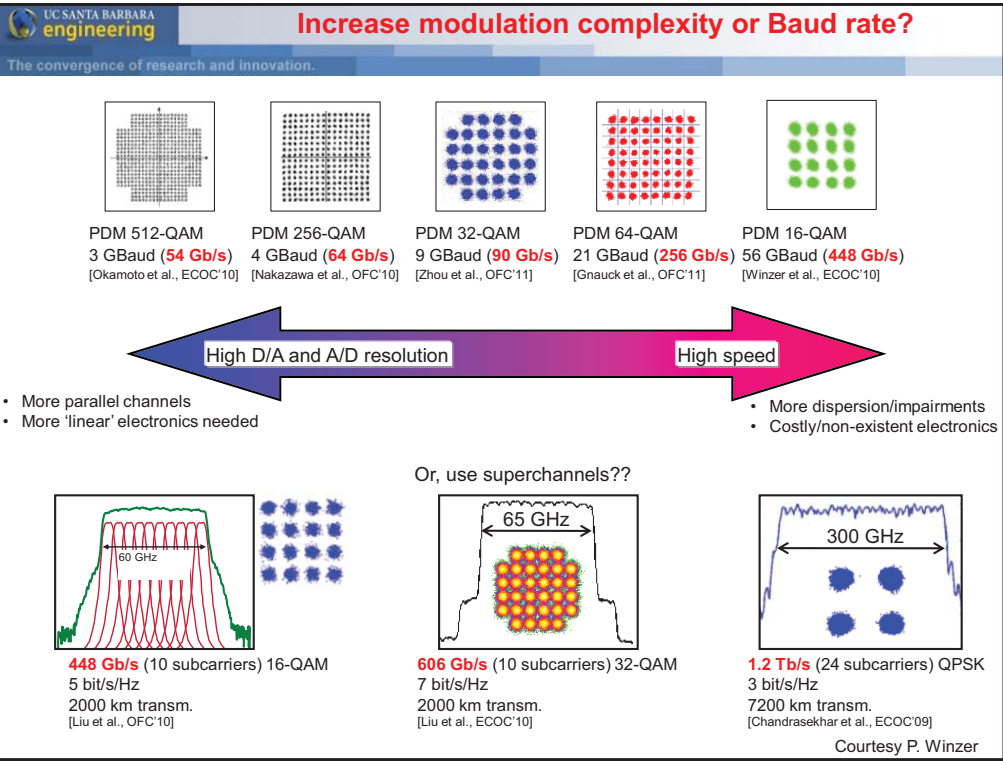 UC SANTA BARBARA
engineering
Increase modulation complexity or Baud rate?
The convergence of research and innovation.
PDM 512-QAM
3 GBaud (54 Gb/s)
[Okamoto et al., ECOC'10]
PDM 256-QAM
4 GBaud (64 Gb/s)
[Nakazawa et al., OFC'10]
PDM 32-QAM
9 GBaud (90 Gb/s)
[Zhou et al., OFC'11]
PDM 64-QAM
21 GBaud (256 Gb/s)
[Gnauck et al., OFC'11]
PDM 16-QAM
56 GBaud (448 Gb/s)
[Winzer et al., ECOC'10]
High D/A and A/D resolution
High speed
• More parallel channels
• More 'linear' electronics needed
• More dispersion/impairments
• Costly/non-existent electronics
Or, use superchannels??
60 GHz
65 GHz
300 GHz
448 Gb/s (10 subcarriers) 16-QAM
5 bit/s/Hz
2000 km transm.
[Liu et al., OFC'10]
606 Gb/s (10 subcarriers) 32-QAM
7 bit/s/Hz
2000 km transm.
[Liu et al., ECOC'10]
1.2 Tb/s (24 subcarriers) QPSK
3 bit/s/Hz
7200 km transm.
[Chandrasekhar et al., ECOC'09]
Courtesy P. Winzer